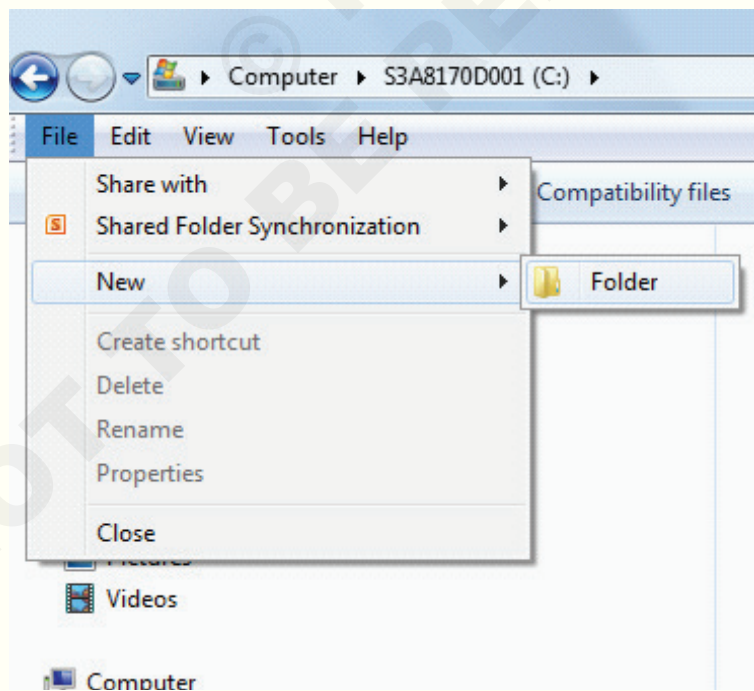 Computer ▸ S3A8170D001 (C:) ▸
File Edit View Tools Help
Share with
Compatibility files
Shared Folder Synchronization
New
Folder
Create shortcut
Delete
Rename
Properties
Close
Pictures
Videos
Computer